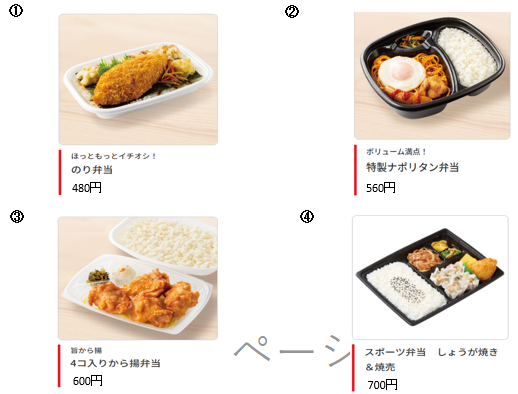 ①
ほっともっとイチオシ！
のり弁当
480円
②
ボリューム満点！
特製ナポリタン弁当
560円
③
旨から揚
4コ入りから揚弁当
600円
④
スポーツ弁当　しょうが焼き
＆焼売
700円
ページ